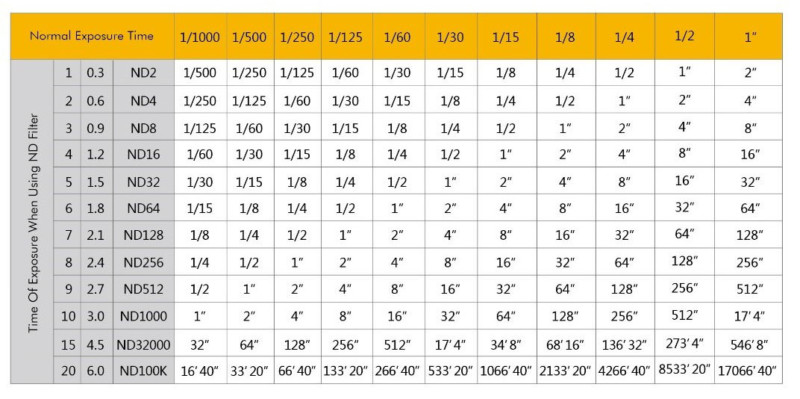 Normal Exposure Time 1/1000 1/500 1/250 1/125 1/60 1/30 1/15 1/8 1/4 1/2 1"
Time Of Exposure When Using ND Filter
1 0.3 ND2 1/500 1/250 1/125 1/60 1/30 1/15 1/8 1/4 1/2 1" 2"
2 0.6 ND4 1/250 1/125 1/60 1/30 1/15 1/8 1/4 1/2 1" 2" 4"
3 0.9 ND8 1/125 1/60 1/30 1/15 1/8 1/4 1/2 1" 2" 4" 8"
4 1.2 ND16 1/60 1/30 1/15 1/8 1/4 1/2 1" 2" 4" 8" 16"
5 1.5 ND32 1/30 1/15 1/8 1/4 1/2 1" 2" 4" 8" 16" 32"
6 1.8 ND64 1/15 1/8 1/4 1/2 1" 2" 4" 8" 16" 32" 64"
7 2.1 ND128 1/8 1/4 1/2 1" 2" 4" 8" 16" 32" 64" 128"
8 2.4 ND256 1/4 1/2 1" 2" 4" 8" 16" 32" 64" 128" 256"
9 2.7 ND512 1/2 1" 2" 4" 8" 16" 32" 64" 128" 256" 512"
10 3.0 ND1000 1" 2" 4" 8" 16" 32" 64" 128" 256" 512" 17' 4"
15 4.5 ND32000 32" 64" 128" 256" 512" 17' 4" 34' 8" 68' 16" 136' 32" 273' 4" 546' 8"
20 6.0 ND100K 16' 40" 33' 20" 66' 40" 133' 20" 266' 40" 533' 20" 1066' 40" 2133' 20" 4266' 40" 8533' 20" 17066' 40"